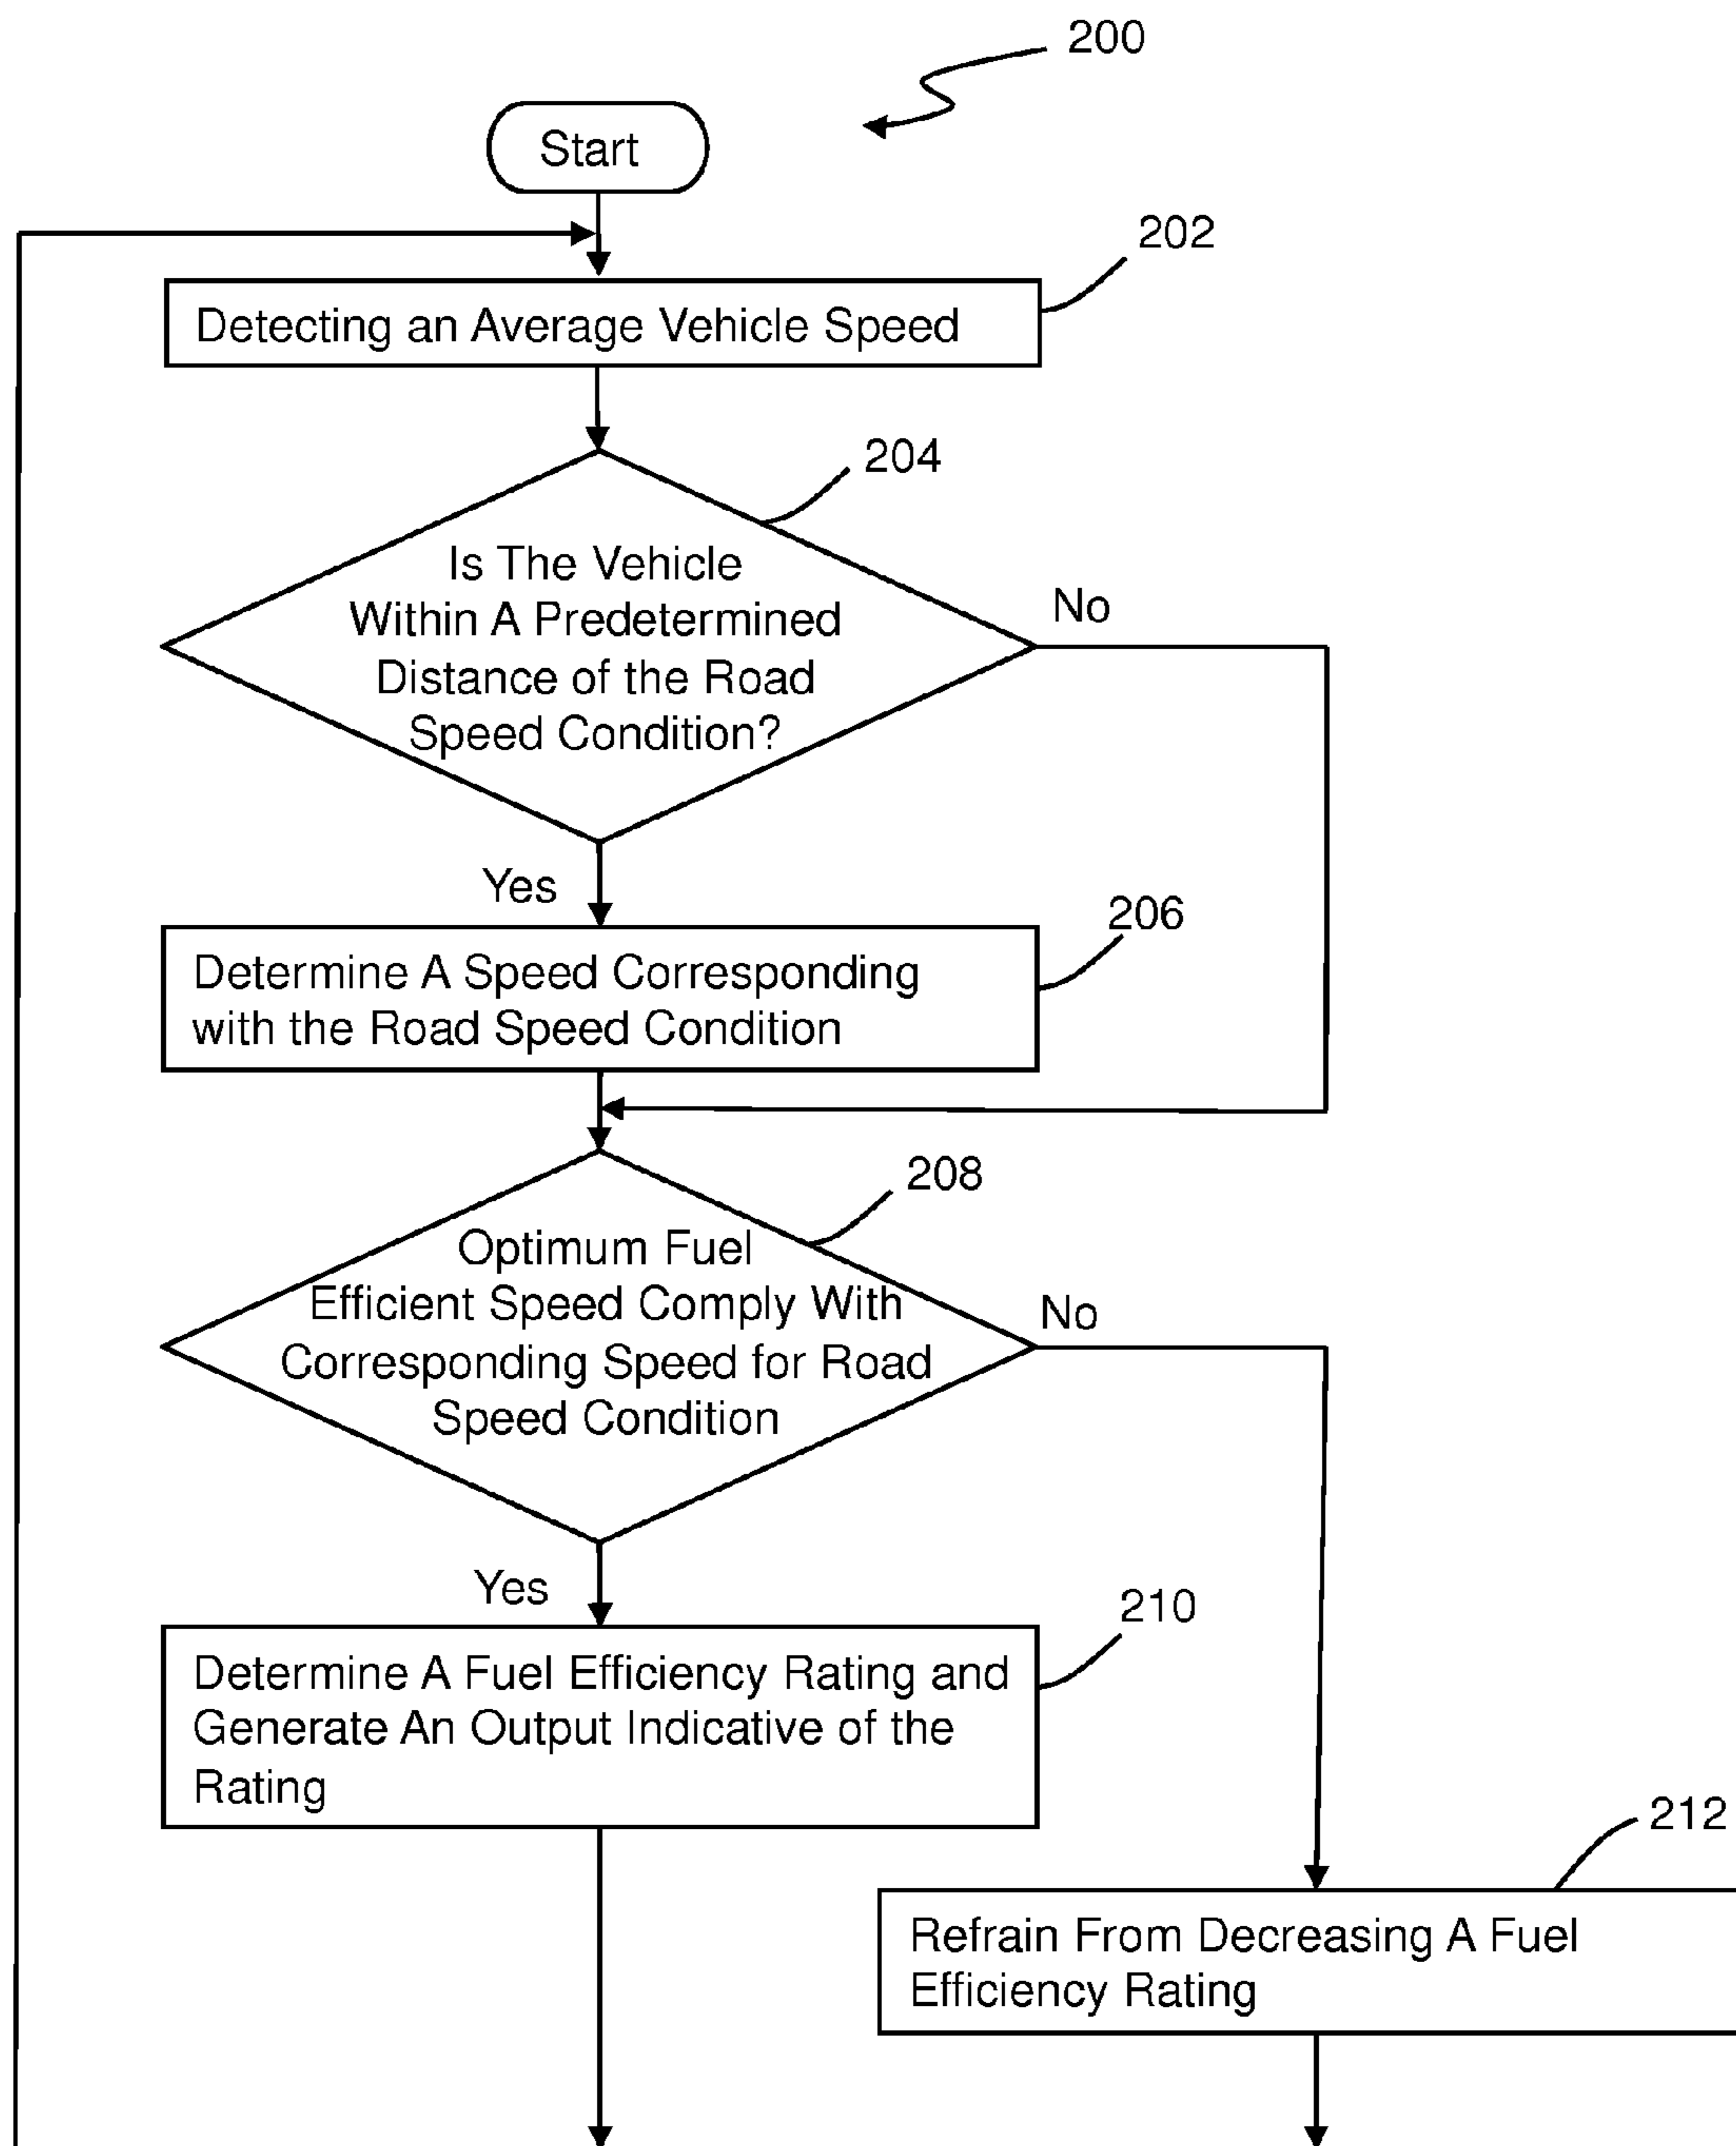 200
Start
202
Detecting an Average Vehicle Speed
204
Is The Vehicle
Within A Predetermined
Distance of the Road
Speed Condition?
No
Yes
206
Determine A Speed Corresponding
with the Road Speed Condition
208
Optimum Fuel
Efficient Speed Comply With
Corresponding Speed for Road
Speed Condition
No
Yes
210
Determine A Fuel Efficiency Rating and
Generate An Output Indicative of the
Rating
212
Refrain From Decreasing A Fuel
Efficiency Rating